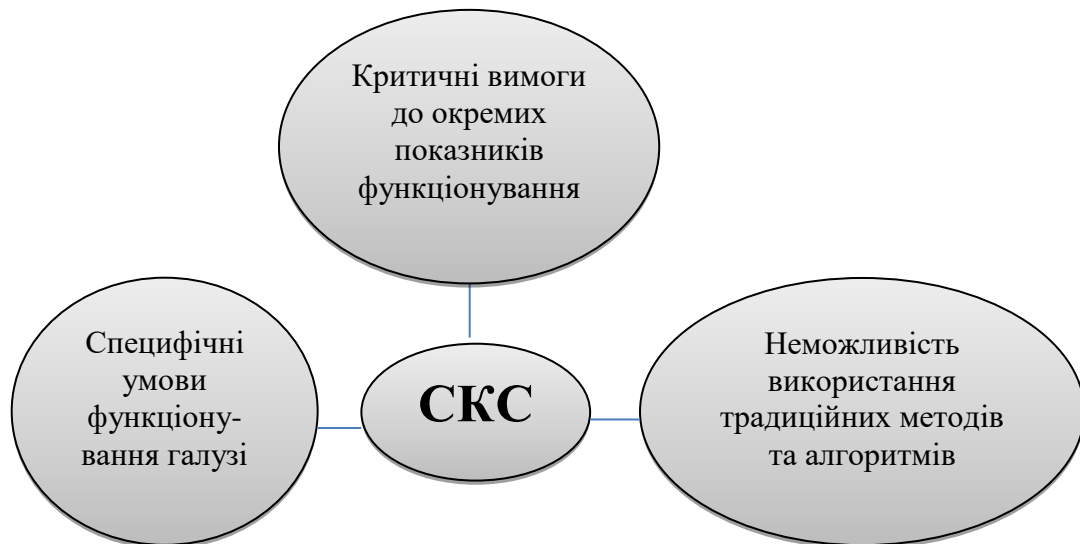 Критичні вимоги
до окремих
показників
функціонування
Специфічні
умови
функціону-
вання галузі
СКС
Неможливість
використання
традиційних методів
та алгоритмів